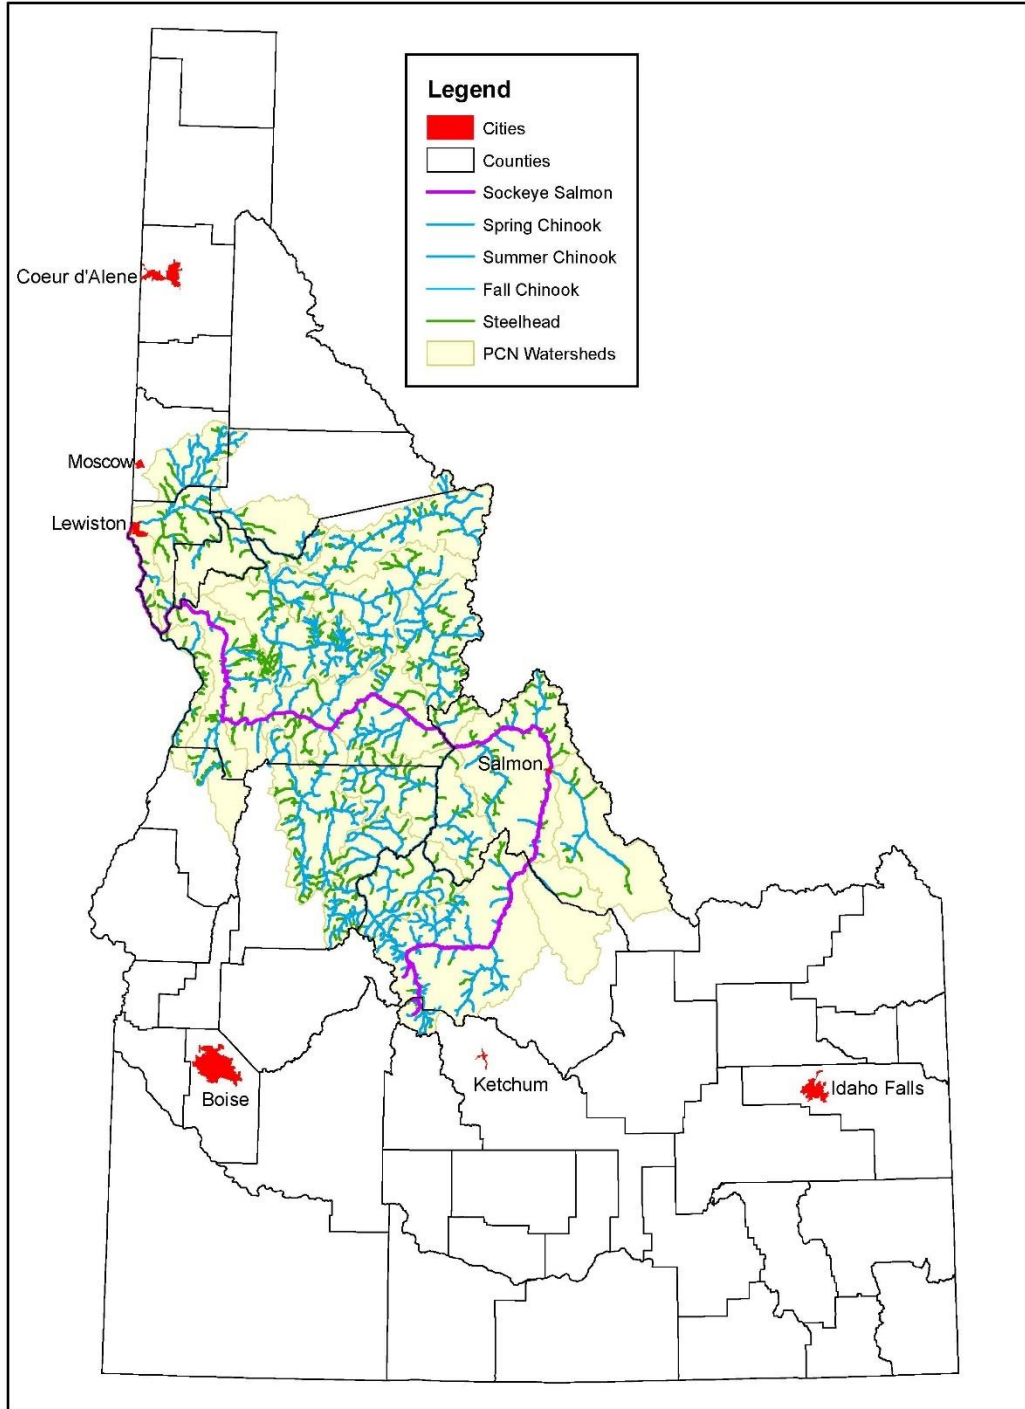 Legend
Cities
Counties
Sockeye Salmon
Spring Chinook
Summer Chinook
Fall Chinook
Steelhead
PCN Watersheds
Coeur d'Alene
Moscow
Lewiston
Salmon
Ketchum
Boise
Idaho Falls